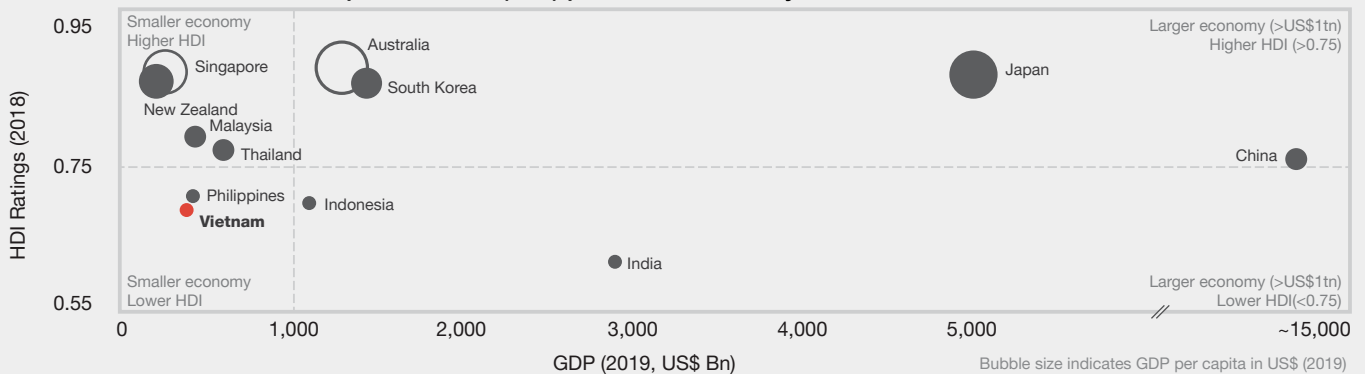 0.95
Smaller economy
Higher HDI
Australia
Larger economy (>US$1tn)
Higher HDI (>0.75)
Singapore
South Korea
Japan
New Zealand
Malaysia
Thailand
China
0.75
HDI Ratings (2018)
Philippines
Indonesia
Vietnam
India
Smaller economy
Lower HDI
Larger economy (>US$1tn)
Lower HDI(<0.75)
0.55
0
1,000
2,000
3,000
4,000
5,000
~15,000
GDP (2019, US$ Bn)
Bubble size indicates GDP per capita in US$ (2019)